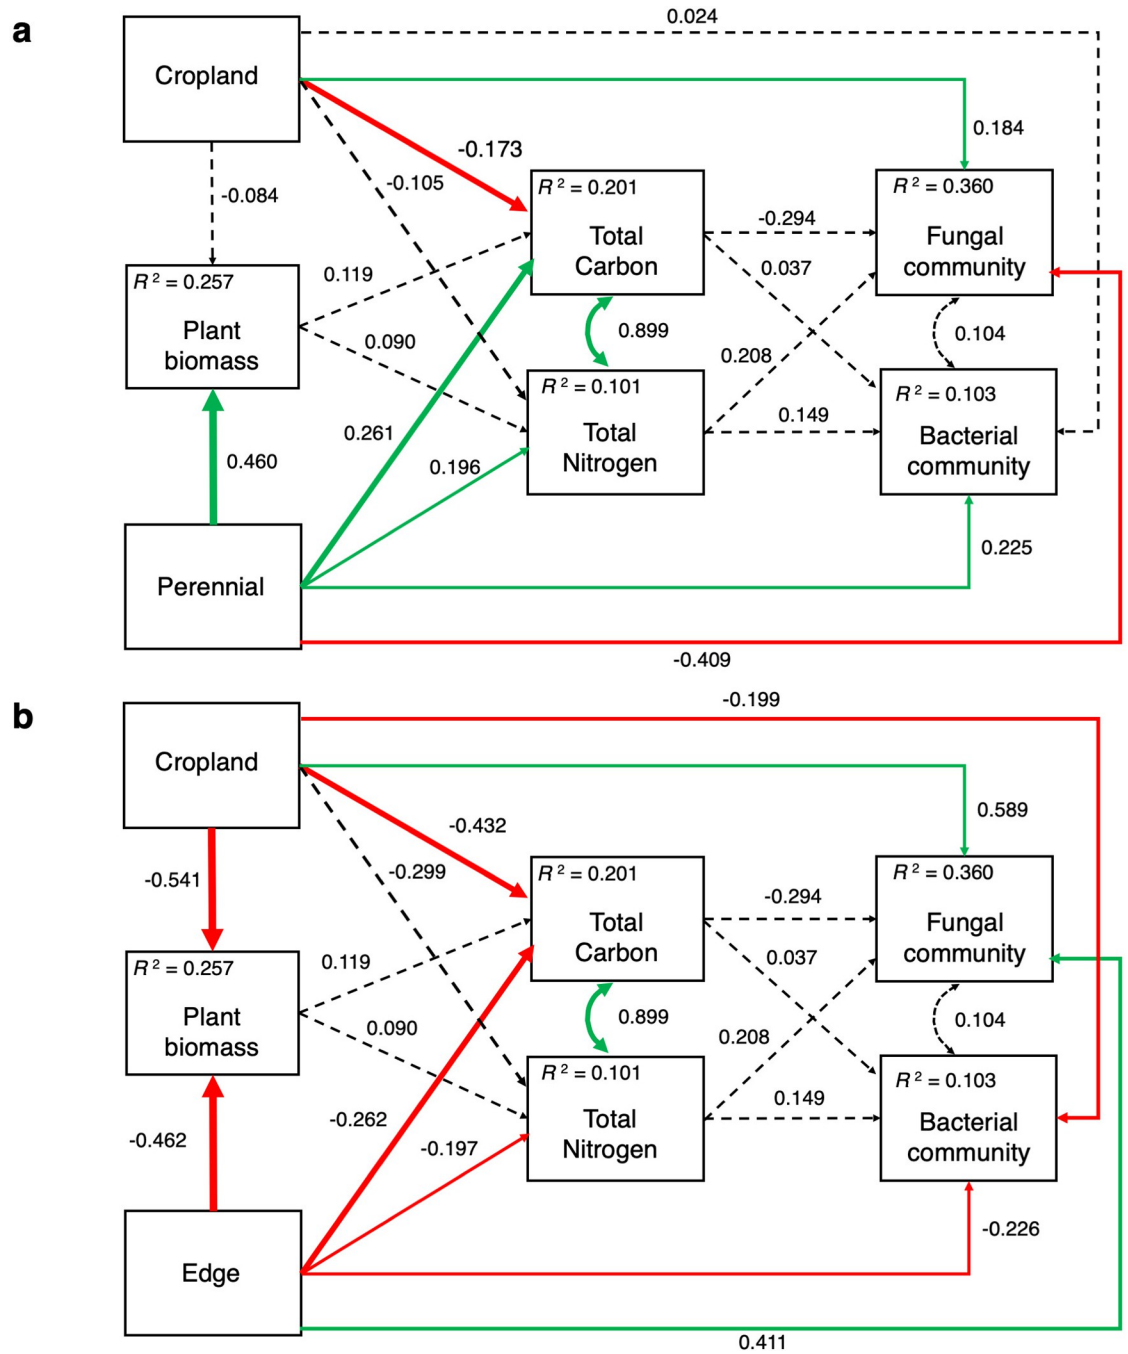 a
0.024
Cropland
0.184
-0.173
-0.105
-0.084
R² = 0.201
Total
Carbon
R² = 0.360
Fungal
community
-0.294
0.037
R² = 0.257
Plant
biomass
0.119
0.090
0.899
0.104
0.208
R² = 0.101
Total
Nitrogen
0.149
R² = 0.103
Bacterial
community
0.261
0.196
0.460
0.225
Perennial
-0.409
b
-0.199
Cropland
0.589
-0.432
-0.299
-0.541
R² = 0.201
Total
Carbon
R² = 0.360
Fungal
community
-0.294
0.037
R² = 0.257
Plant
biomass
0.119
0.090
0.899
0.104
0.208
R² = 0.101
Total
Nitrogen
0.149
R² = 0.103
Bacterial
community
-0.262
-0.197
-0.462
-0.226
Edge
0.411